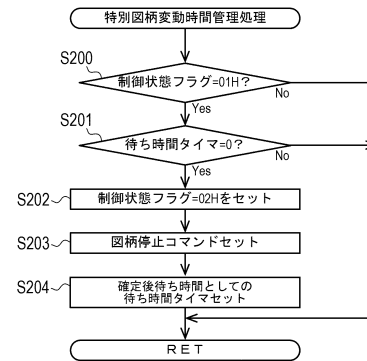 特別図柄変動時間管理処理
S200
制御状態フラグ=01H？
No
Yes
S201
待ち時間タイマ=0？
No
Yes
S202
制御状態フラグ=02Hをセット
S203
図柄停止コマンドセット
S204
確定後待ち時間としての
待ち時間タイマセット
RET